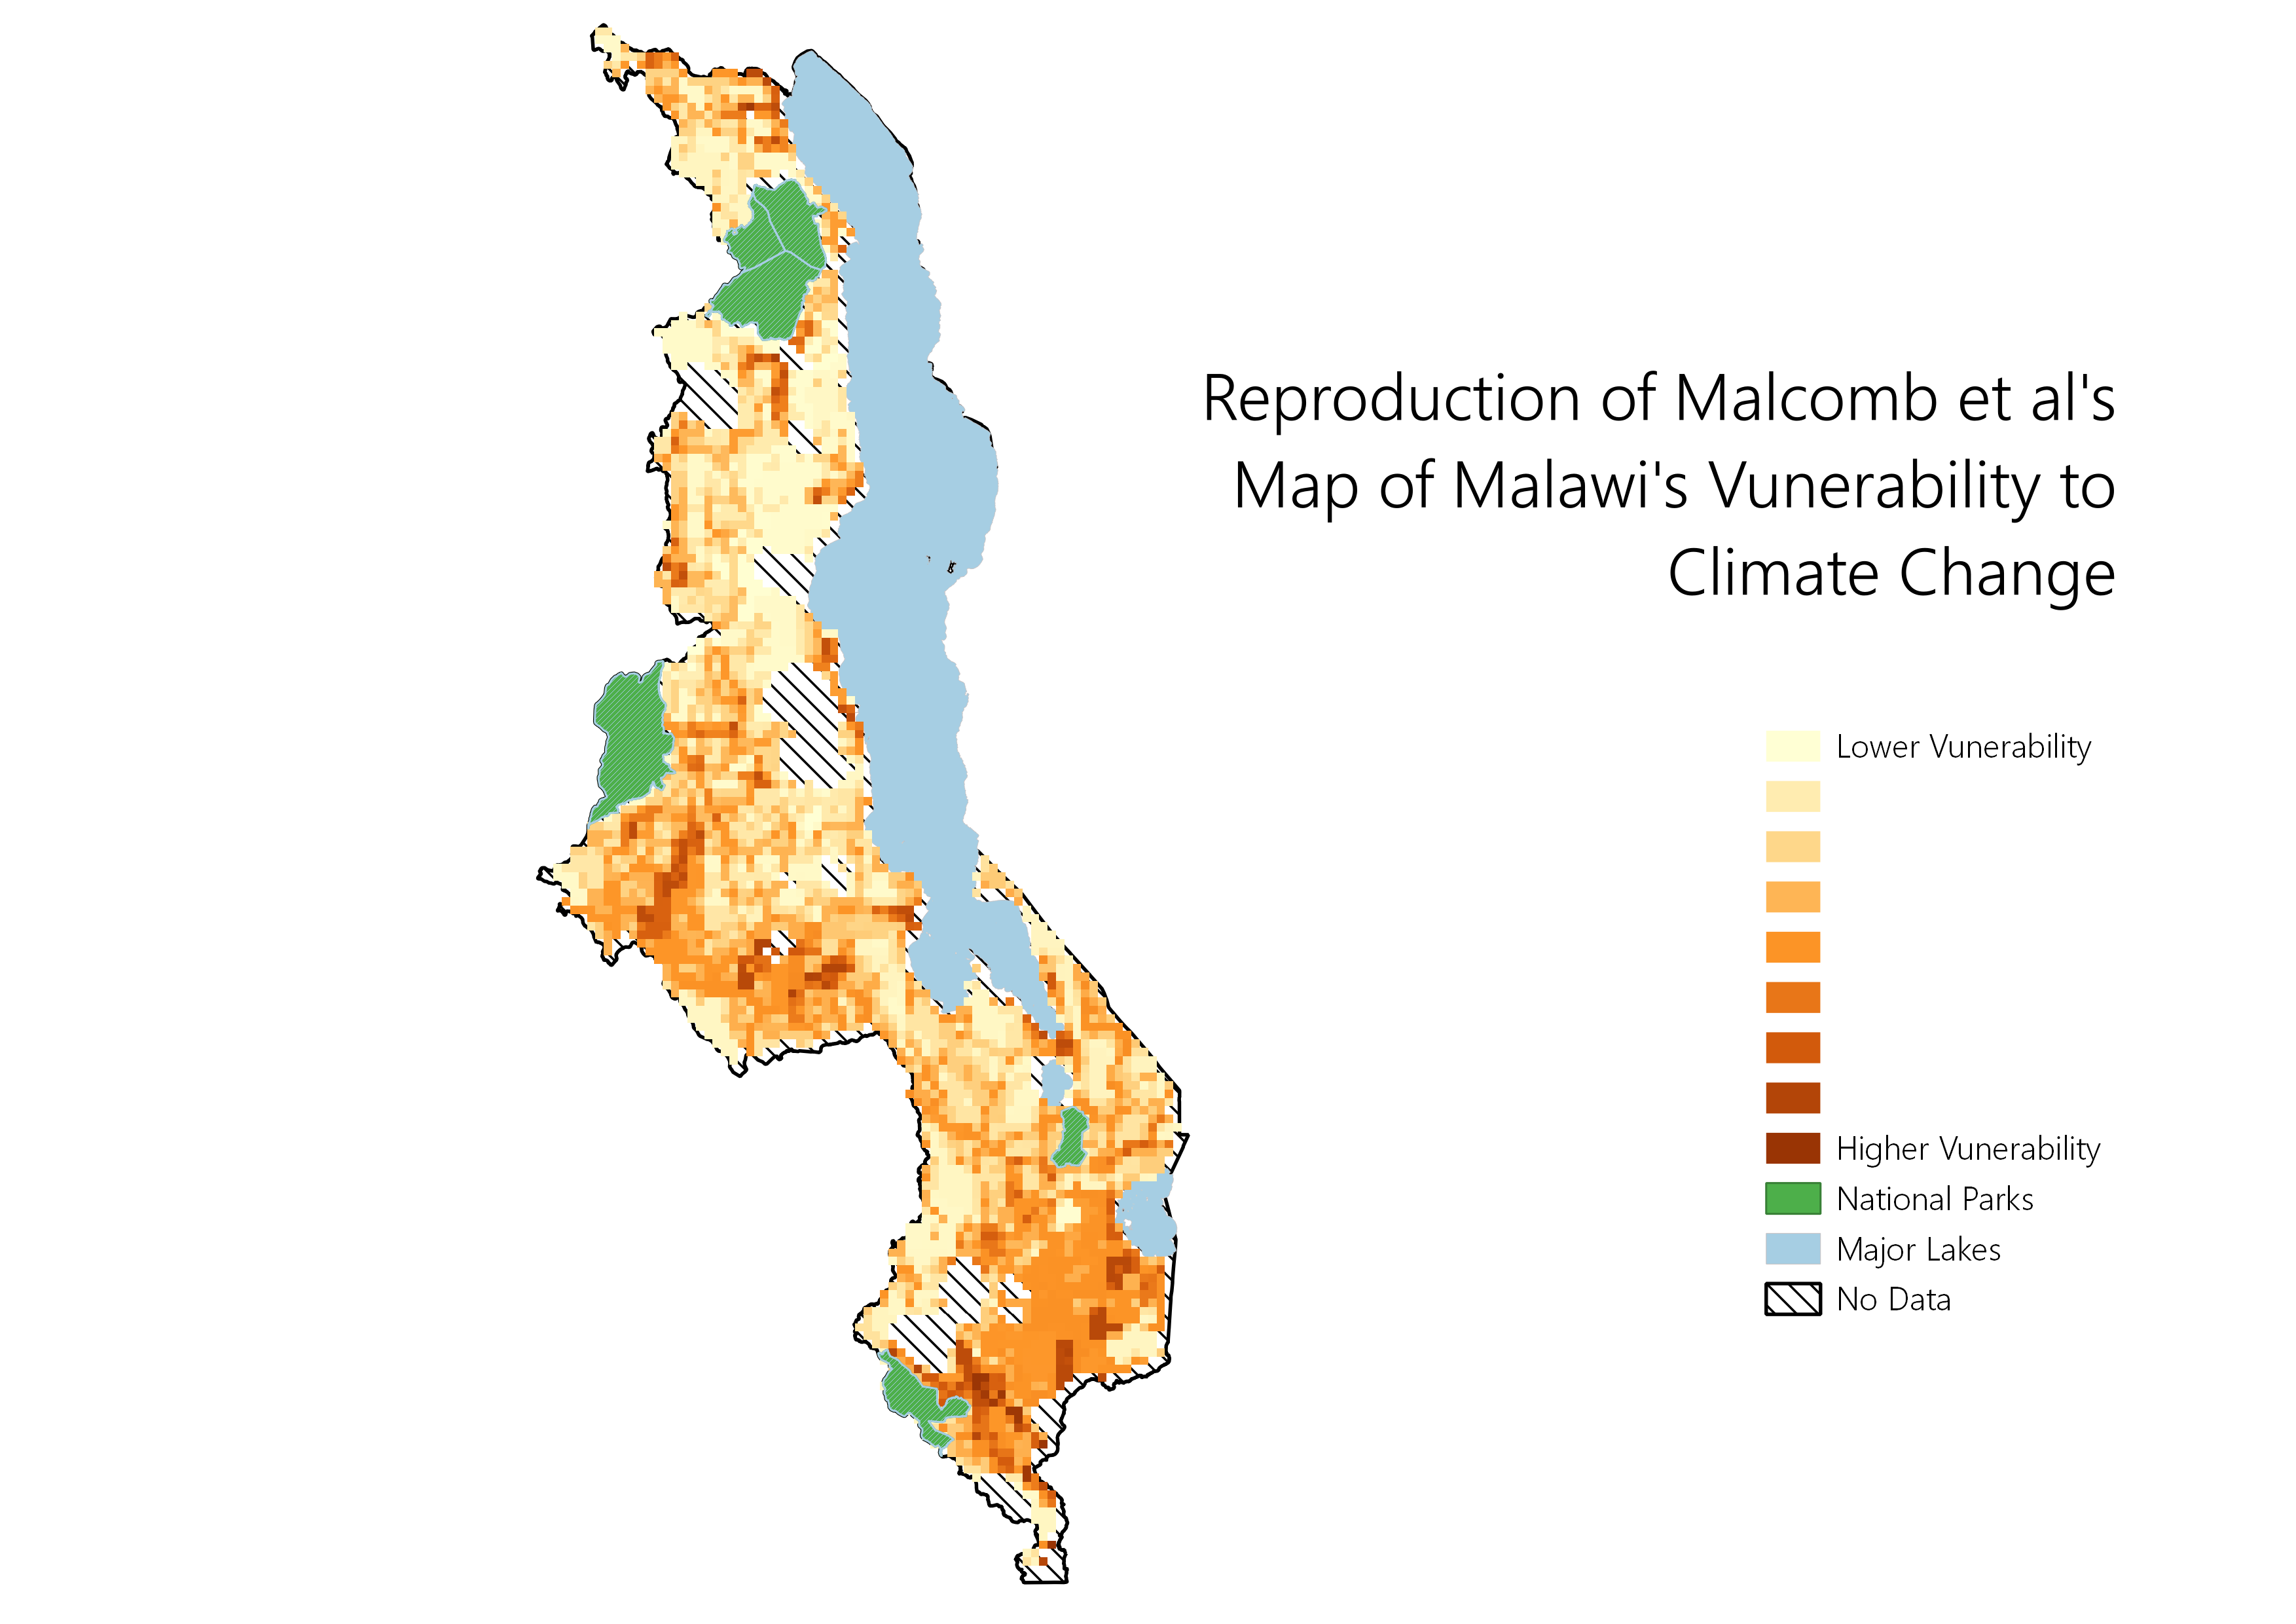 Reproduction of Malcomb et al's
Map of Malawi's Vunerability to
Climate Change
Lower Vunerability
Higher Vunerability
National Parks
Major Lakes
No Data